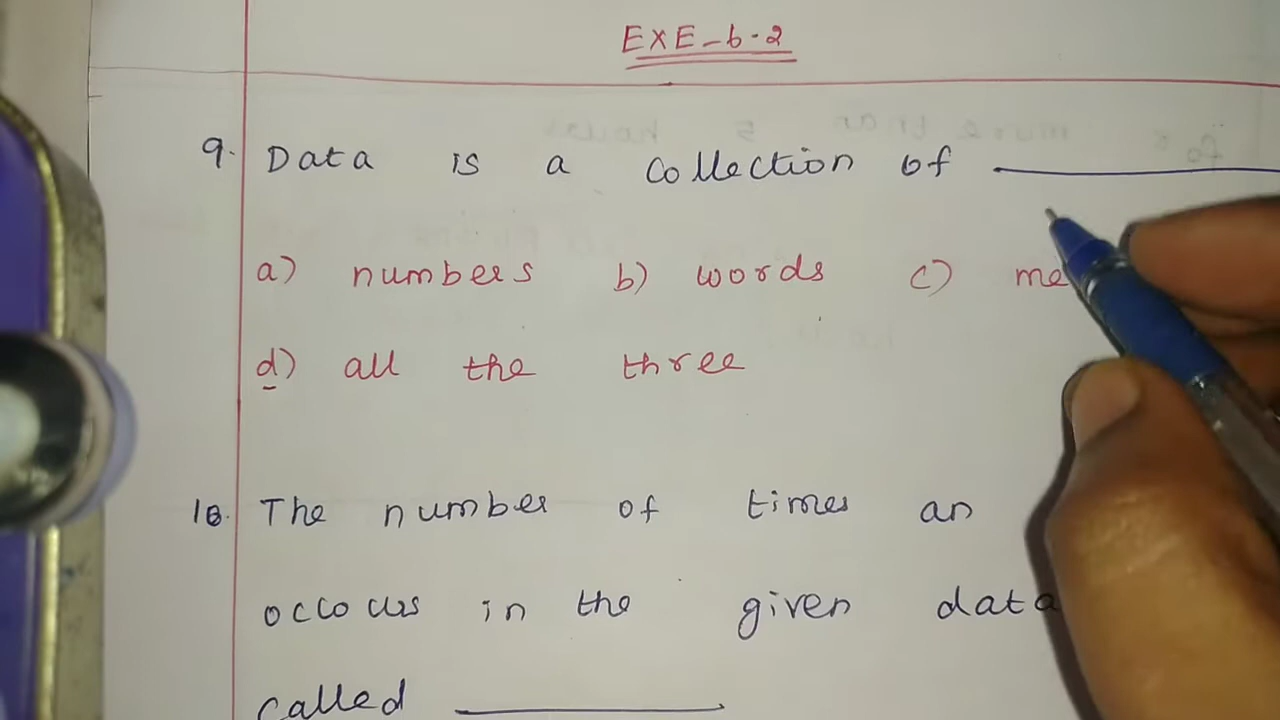 EXE-6.2
9. Data is a collection of
a) numbers b) words c) me
d) all the three
10. The number of times an
occours in the given data
called